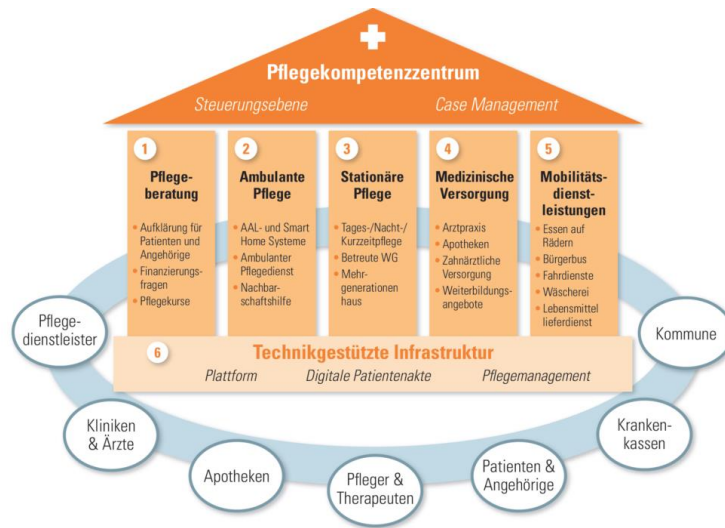 Pflegekompetenzzentrum
Steuerungsebene
Case Management
1
Pflege-
beratung
• Aufklärung für
Patienten und
Angehörige
• Finanzierungs-
fragen
• Pflegekurse
2
Ambulante
Pflege
• AAL- und Smart
Home Systeme
• Ambulanter
Pflegedienst
• Nachbar-
schaftshilfe
3
Stationäre
Pflege
• Tages-/Nacht-/
Kurzzeitpflege
• Betreute WG
• Mehr-
generationen
haus
4
Medizinische
Versorgung
• Arztpraxis
• Apotheken
• Zahnärztliche
Versorgung
• Weiterbildungs-
angebote
5
Mobilitäts-
dienst-
leistungen
• Essen auf
Rädern
• Bürgerbus
• Fahrdienste
• Wäscherei
• Lebensmittel
lieferdienst
6
Technikgestützte Infrastruktur
Plattform
Digitale Patientenakte
Pflegemanagement
Pflege-
dienstleister
Kliniken
& Ärzte
Apotheken
Pfleger &
Therapeuten
Patienten &
Angehörige
Kranken-
kassen
Kommune